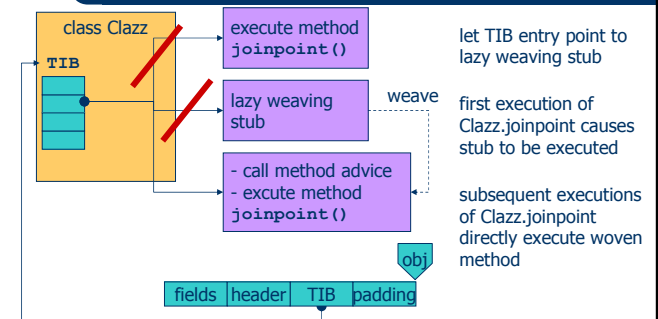 class Clazz
TIB
execute method
joinpoint()
lazy weaving
stub
weave
- call method advice
- excute method
joinpoint()
let TIB entry point to
lazy weaving stub
first execution of
Clazz.joinpoint causes
stub to be executed
subsequent executions
of Clazz.joinpoint
directly execute woven
method
obj
fields header TIB padding